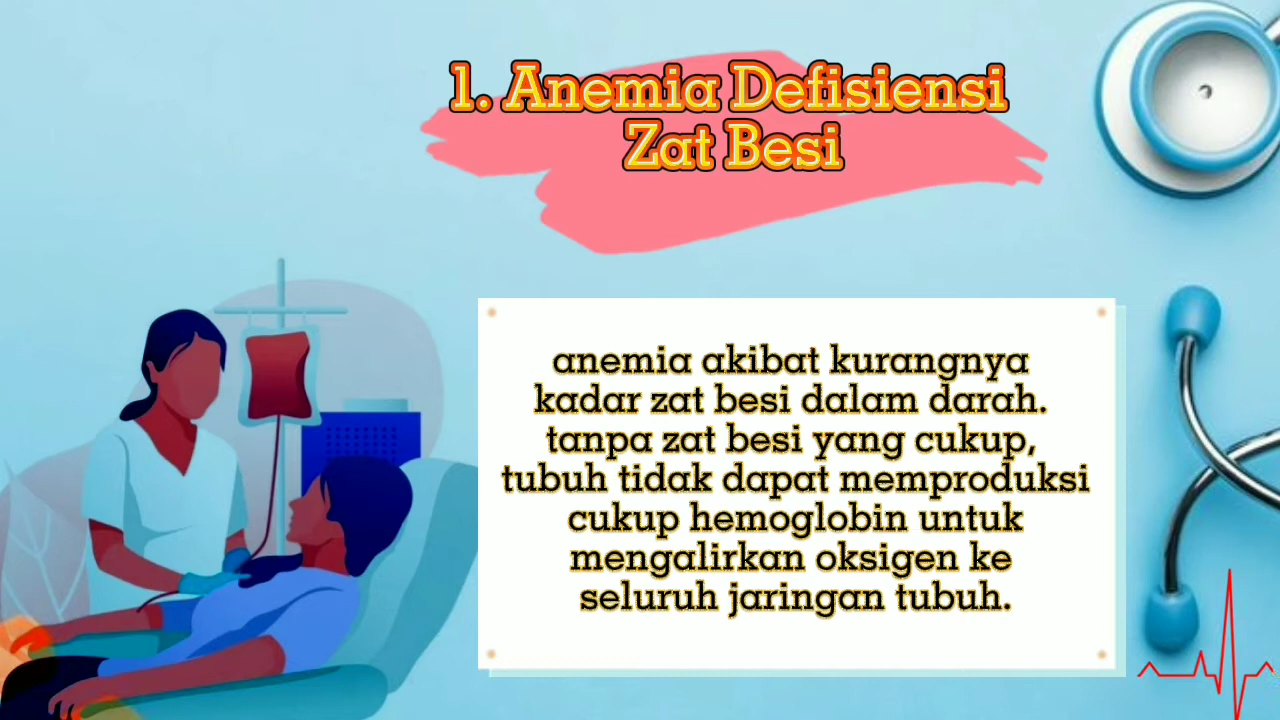 1. Anemia Defisiensi
Zat Besi
anemia akibat kurangnya
kadar zat besi dalam darah.
tanpa zat besi yang cukup,
tubuh tidak dapat memproduksi
cukup hemoglobin untuk
mengalirkan oksigen ke
seluruh jaringan tubuh.